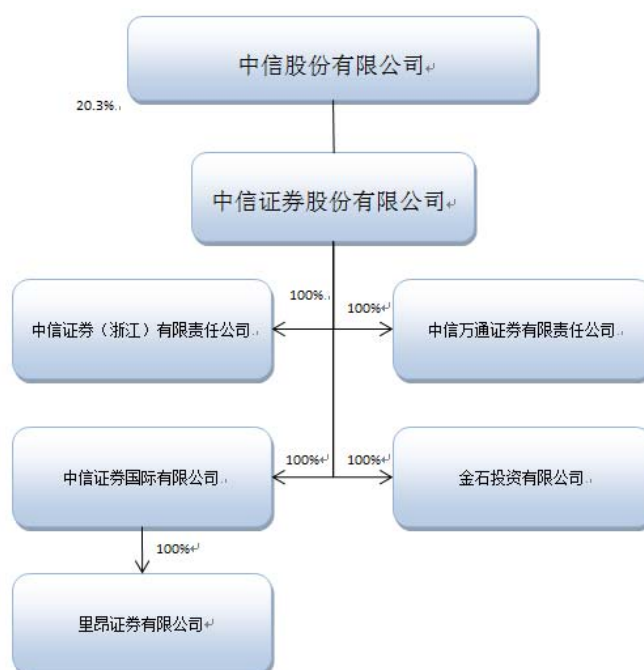 中信股份有限公司
20.3%
中信证券股份有限公司
100%
100%
中信证券（浙江）有限责任公司
中信万通证券有限责任公司
100%
100%
中信证券国际有限公司
金石投资有限公司
100%
里昂证券有限公司